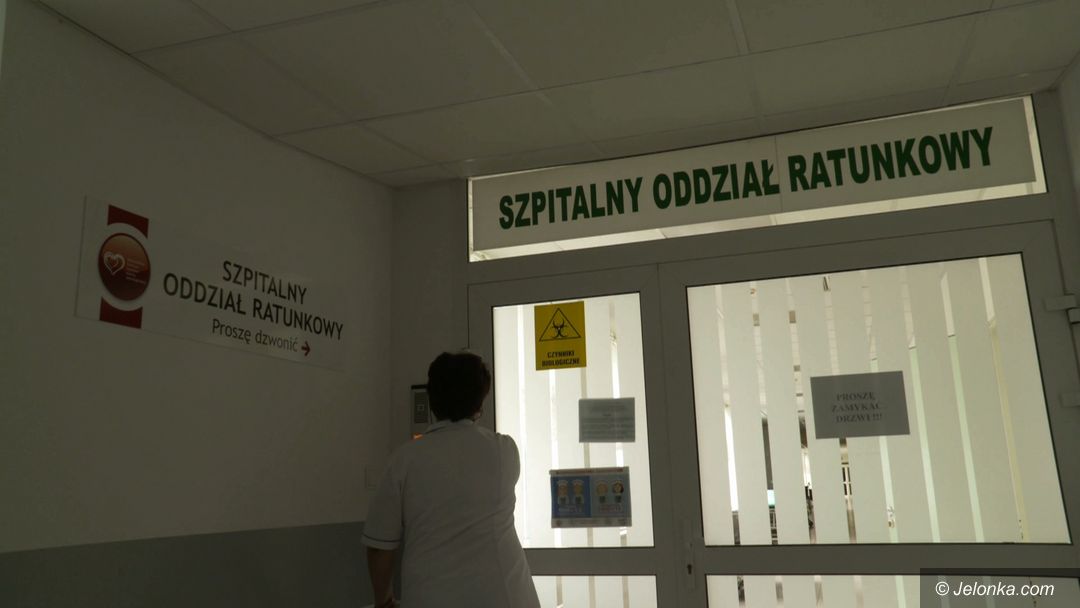 SZPITALNY ODDZIAŁ RATUNKOWY
SZPITALNY
ODDZIAŁ RATUNKOWY
Proszę dzwonić
CZYNNIKI
BIOLOGICZNE
PROSZĘ
ZAMYKAĆ
DRZWI!!!
© Jelonka.com